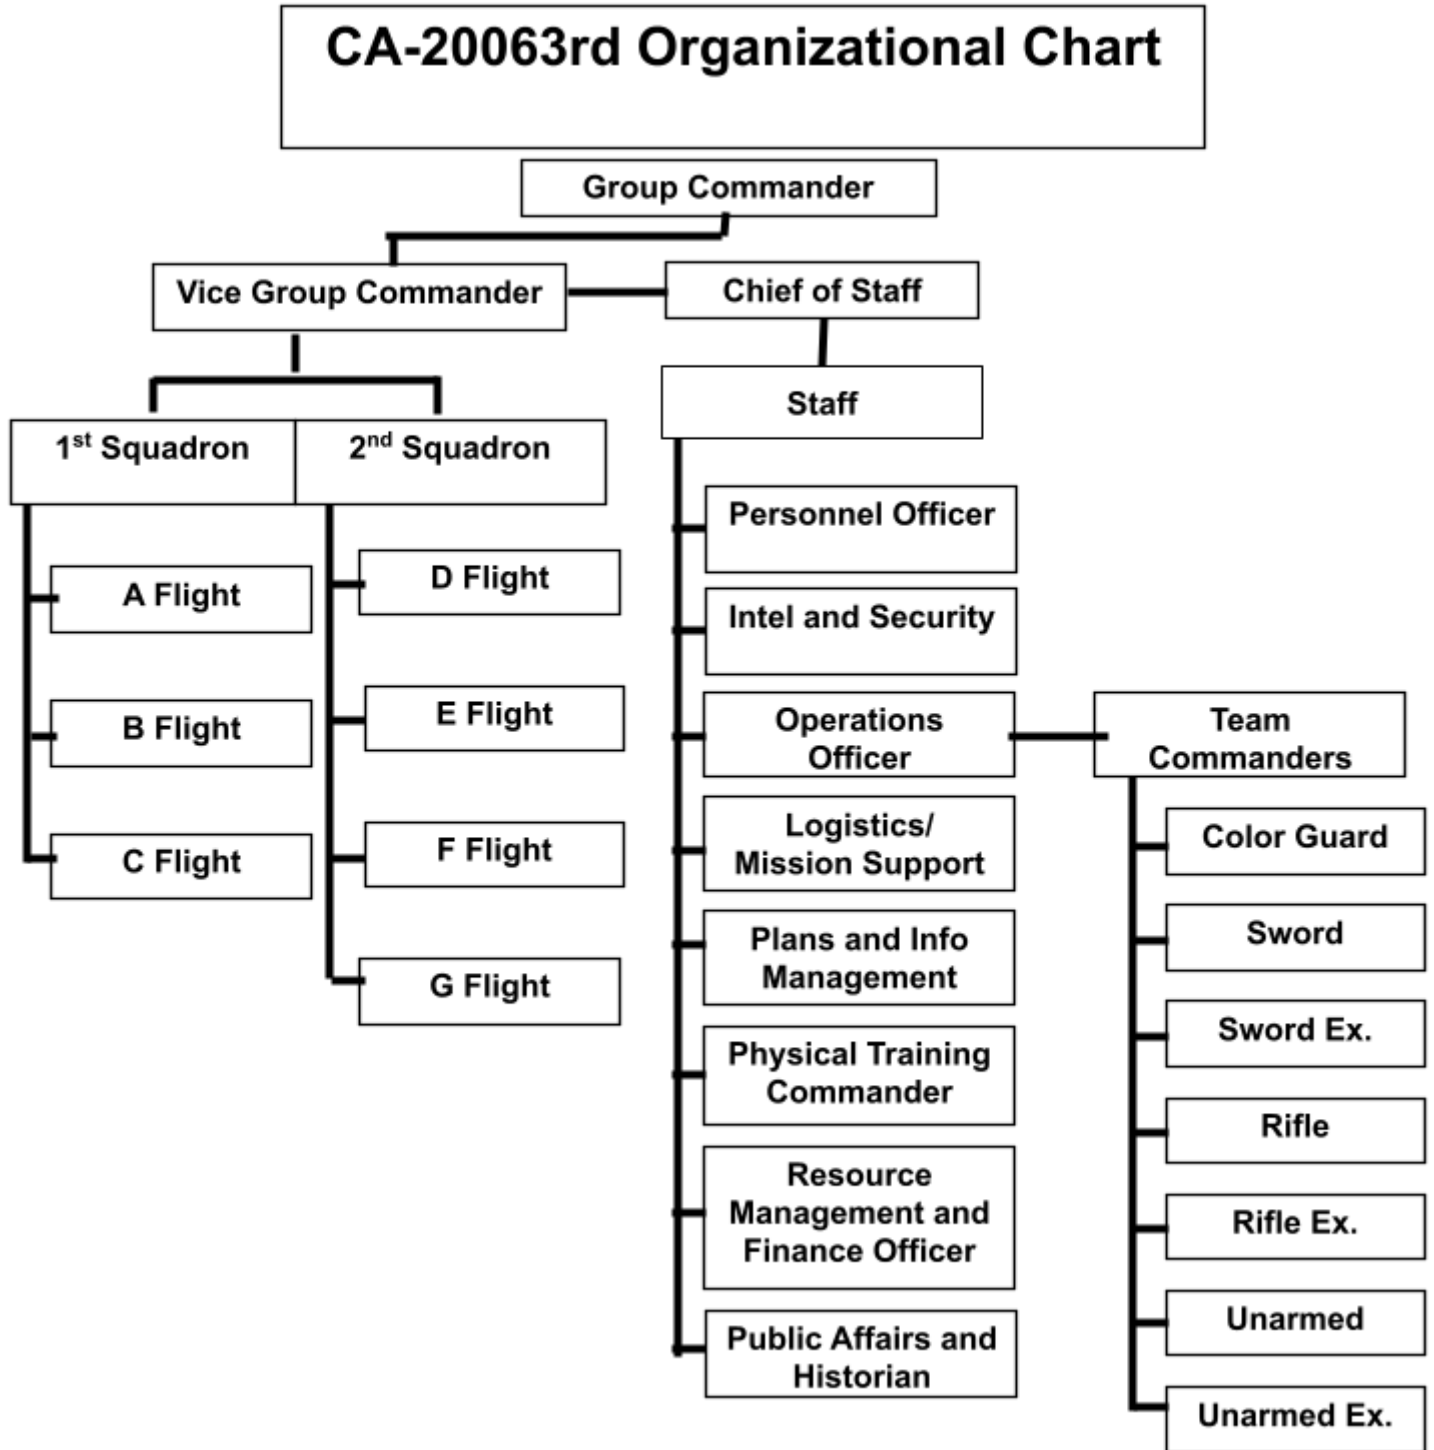 CA-20063rd Organizational Chart
Group Commander
Vice Group Commander
Chief of Staff
Staff
1st Squadron
2nd Squadron
A Flight
B Flight
C Flight
D Flight
E Flight
F Flight
G Flight
Personnel Officer
Intel and Security
Operations
Officer
Logistics/
Mission Support
Plans and Info
Management
Physical Training
Commander
Resource
Management and
Finance Officer
Public Affairs and
Historian
Team
Commanders
Color Guard
Sword
Sword Ex.
Rifle
Rifle Ex.
Unarmed
Unarmed Ex.